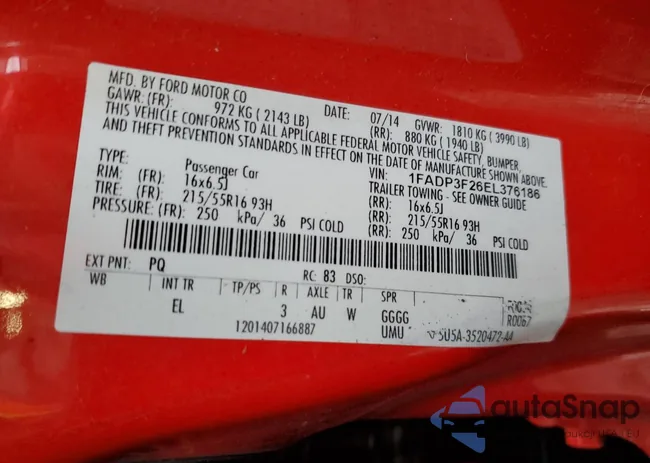 MFD. BY FORD MOTOR CO
DATE: 07/14 GVWR: 1810 KG ( 3990 LB)
GAWR: (FR): 972 KG ( 2143 LB) (RR): 880 KG ( 1940 LB)
THIS VEHICLE CONFORMS TO ALL APPLICABLE FEDERAL MOTOR VEHICLE SAFETY, BUMPER,
AND THEFT PREVENTION STANDARDS IN EFFECT ON THE DATE OF MANUFACTURE SHOWN ABOVE.
VIN: 1FADP3F26EL376186
TYPE: Passenger Car TRAILER TOWING - SEE OWNER GUIDE
RIM: (FR): 16x6.5J (RR): 16x6.5J
TIRE: (FR): 215/55R16 93H (RR): 215/55R16 93H
PRESSURE: (FR): 250 kPa/ 36 PSI COLD (RR): 250 kPa/ 36 PSI COLD
EXT PNT: PQ RC: 83 DSO:
WB INT TR TP/PS R AXLE TR SPR
EL 3 AU W GGGG R0067
1201407166887 UMU 5U5A-3520472-AA
autoSnap